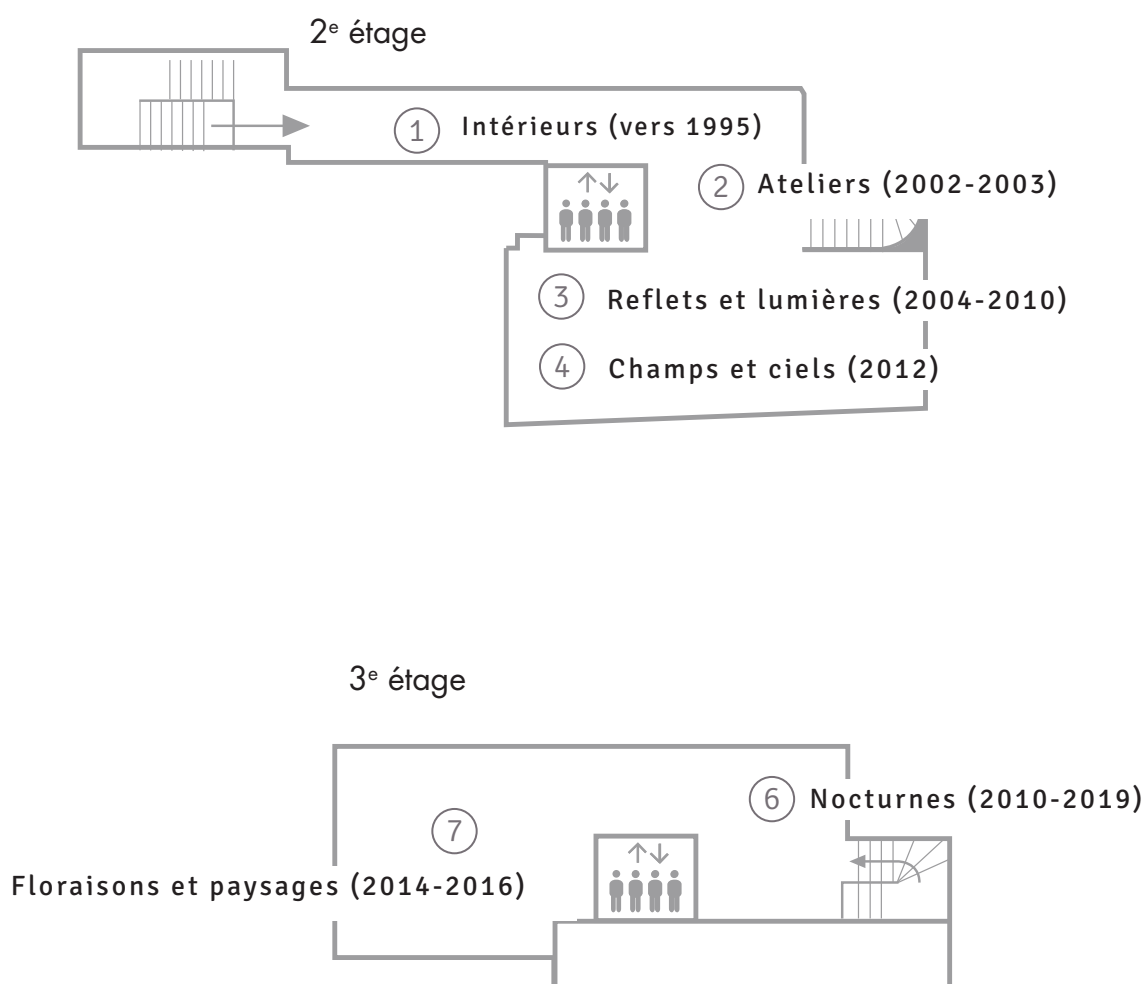 2e étage
1 Intérieurs (vers 1995)
2 Ateliers (2002-2003)
3 Reflets et lumières (2004-2010)
4 Champs et ciels (2012)
3e étage
6 Nocturnes (2010-2019)
7
Floraisons et paysages (2014-2016)